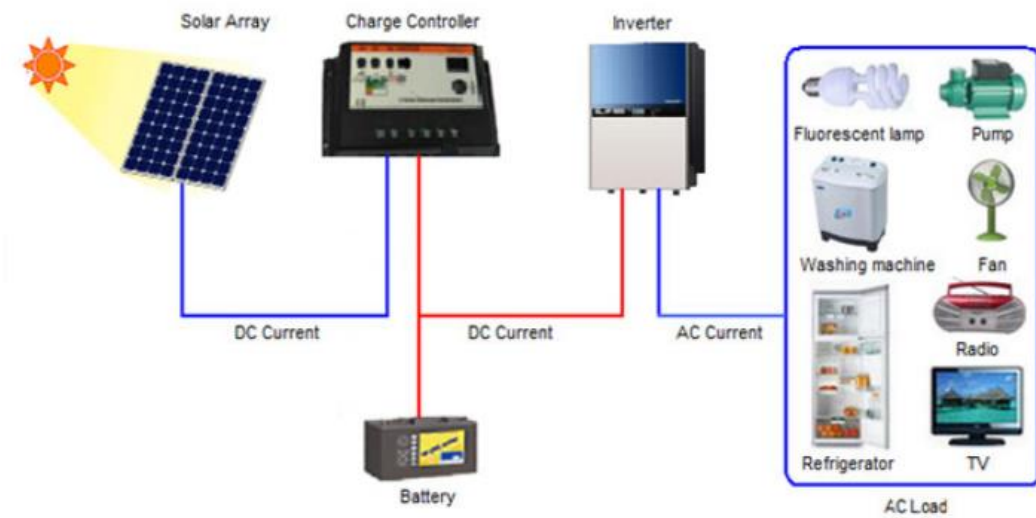 Solar Array
Charge Controller
Inverter
Fluorescent lamp
Pump
Washing machine
Fan
DC Current
DC Current
AC Current
Radio
Refrigerator
TV
Battery
AC Load